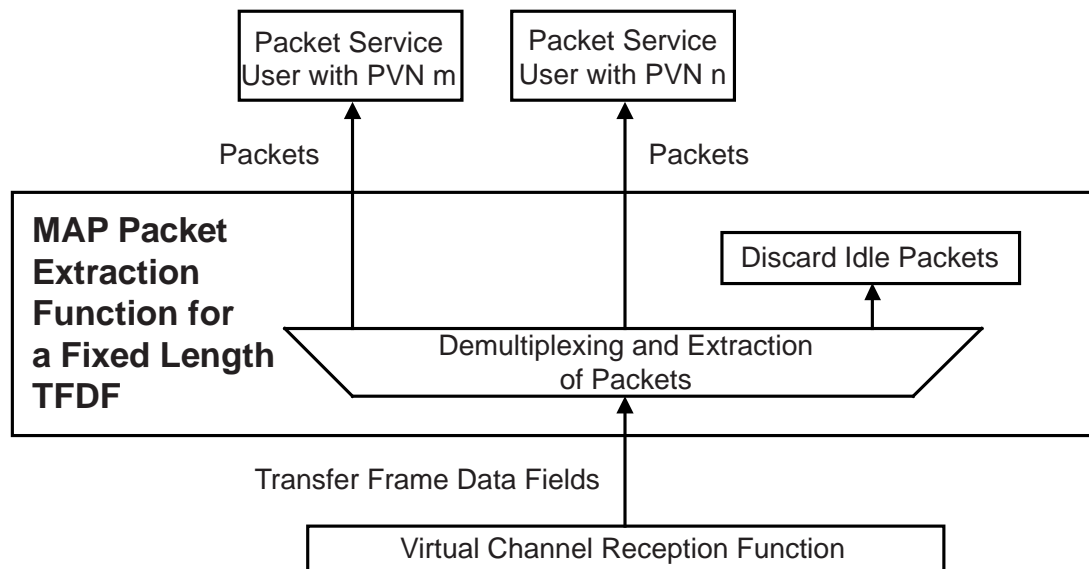 Packet Service
User with PVN m
Packet Service
User with PVN n
Packets
Packets
MAP Packet
Extraction
Function for
a Fixed Length
TFDF
Discard Idle Packets
Demultiplexing and Extraction
of Packets
Transfer Frame Data Fields
Virtual Channel Reception Function